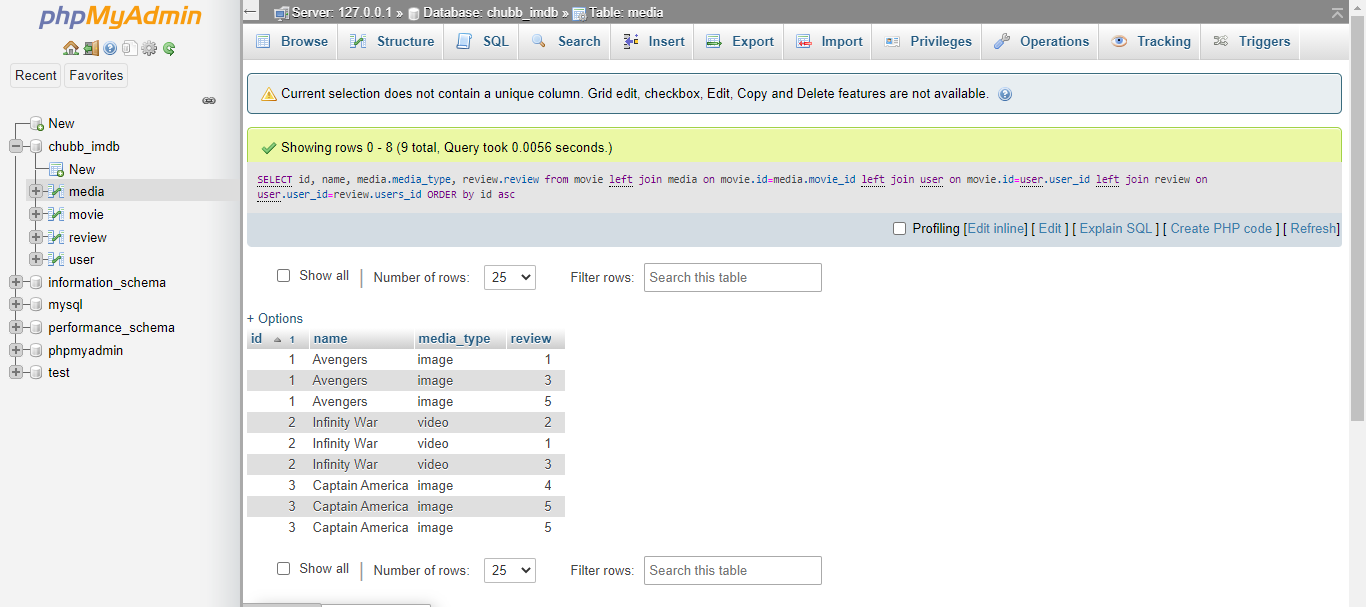 phpMyAdmin
Recent Favorites
New
chubb_imdb
New
media
movie
review
user
information_schema
mysql
performance_schema
phpmyadmin
test
Server: 127.0.0.1 » Database: chubb_imdb » Table: media
Browse Structure SQL Search Insert Export Import Privileges Operations Tracking Triggers
Current selection does not contain a unique column. Grid edit, checkbox, Edit, Copy and Delete features are not available.
Showing rows 0 - 8 (9 total, Query took 0.0056 seconds.)
SELECT id, name, media.media_type, review.review from movie left join media on movie.id=media.movie_id left join user on movie.id=user.user_id left join review on
user.user_id=review.users_id ORDER by id asc
Profiling [Edit inline] [ Edit ] [ Explain SQL ] [ Create PHP code ] [ Refresh]
Show all | Number of rows: 25 Filter rows: Search this table
+ Options
id 1 name media_type review
1 Avengers image 1
1 Avengers image 3
1 Avengers image 5
2 Infinity War video 2
2 Infinity War video 1
2 Infinity War video 3
3 Captain America image 4
3 Captain America image 5
3 Captain America image 5
Show all | Number of rows: 25 Filter rows: Search this table